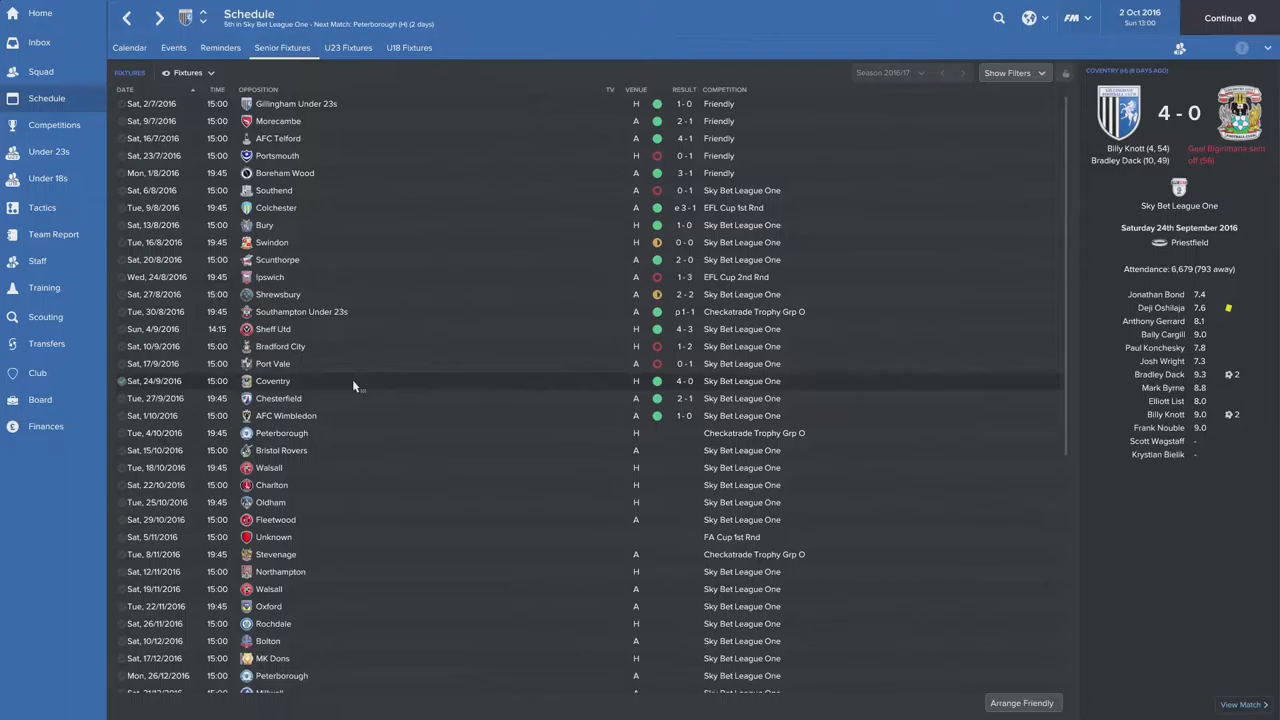 Home
Inbox
Squad
Schedule
Competitions
Under 23s
Under 18s
Tactics
Team Report
Staff
Training
Scouting
Transfers
Club
Board
Finances
Schedule
5th in Sky Bet League One - Next Match: Peterborough (H) (2 days)
FM
2 Oct 2016
Sun 13:00
Continue
Calendar Events Reminders Senior Fixtures U23 Fixtures U18 Fixtures
FIXTURES Fixtures Season 2016/17 Show Filters
DATE TIME OPPOSITION TV VENUE RESULT COMPETITION
Sat, 2/7/2016 15:00 Gillingham Under 23s H 1 - 0 Friendly
Sat, 9/7/2016 15:00 Morecambe A 2 - 1 Friendly
Sat, 16/7/2016 15:00 AFC Telford A 4 - 1 Friendly
Sat, 23/7/2016 15:00 Portsmouth H 0 - 1 Friendly
Mon, 1/8/2016 19:45 Boreham Wood A 3 - 1 Friendly
Sat, 6/8/2016 15:00 Southend A 0 - 1 Sky Bet League One
Tue, 9/8/2016 19:45 Colchester A e 3 - 1 EFL Cup 1st Rnd
Sat, 13/8/2016 15:00 Bury H 1 - 0 Sky Bet League One
Tue, 16/8/2016 19:45 Swindon H 0 - 0 Sky Bet League One
Sat, 20/8/2016 15:00 Scunthorpe A 2 - 0 Sky Bet League One
Wed, 24/8/2016 19:45 Ipswich A 1 - 3 EFL Cup 2nd Rnd
Sat, 27/8/2016 15:00 Shrewsbury A 2 - 2 Sky Bet League One
Tue, 30/8/2016 19:45 Southampton Under 23s A p 1 - 1 Checkatrade Trophy Grp O
Sun, 4/9/2016 14:15 Sheff Utd H 4 - 3 Sky Bet League One
Sat, 10/9/2016 15:00 Bradford City H 1 - 2 Sky Bet League One
Sat, 17/9/2016 15:00 Port Vale A 0 - 1 Sky Bet League One
Sat, 24/9/2016 15:00 Coventry H 4 - 0 Sky Bet League One
Tue, 27/9/2016 19:45 Chesterfield A 2 - 1 Sky Bet League One
Sat, 1/10/2016 15:00 AFC Wimbledon A 1 - 0 Sky Bet League One
Tue, 4/10/2016 19:45 Peterborough H Checkatrade Trophy Grp O
Sat, 15/10/2016 15:00 Bristol Rovers A Sky Bet League One
Tue, 18/10/2016 19:45 Walsall H Sky Bet League One
Sat, 22/10/2016 15:00 Charlton H Sky Bet League One
Tue, 25/10/2016 19:45 Oldham H Sky Bet League One
Sat, 29/10/2016 15:00 Fleetwood A Sky Bet League One
Sat, 5/11/2016 15:00 Unknown FA Cup 1st Rnd
Tue, 8/11/2016 19:45 Stevenage A Checkatrade Trophy Grp O
Sat, 12/11/2016 15:00 Northampton H Sky Bet League One
Sat, 19/11/2016 15:00 Walsall A Sky Bet League One
Tue, 22/11/2016 19:45 Oxford A Sky Bet League One
Sat, 26/11/2016 15:00 Rochdale H Sky Bet League One
Sat, 10/12/2016 15:00 Bolton A Sky Bet League One
Sat, 17/12/2016 15:00 MK Dons H Sky Bet League One
Mon, 26/12/2016 15:00 Peterborough A Sky Bet League One
Arrange Friendly
COVENTRY (H) (8 DAYS AGO)
4 - 0
Billy Knott (4, 54)
Bradley Dack (10, 49)
Gael Bigirimana sent
off (56)
Sky Bet League One
Saturday 24th September 2016
Priestfield
Attendance: 6,679 (793 away)
Jonathan Bond 7.4
Deji Oshilaja 7.6
Anthony Gerrard 8.1
Bally Cargill 9.0
Paul Konchesky 7.8
Josh Wright 7.3
Bradley Dack 9.3 2
Mark Byrne 8.8
Elliott List 8.0
Billy Knott 9.0 2
Frank Nouble 9.0
Scott Wagstaff -
Krystian Bielik -
View Match